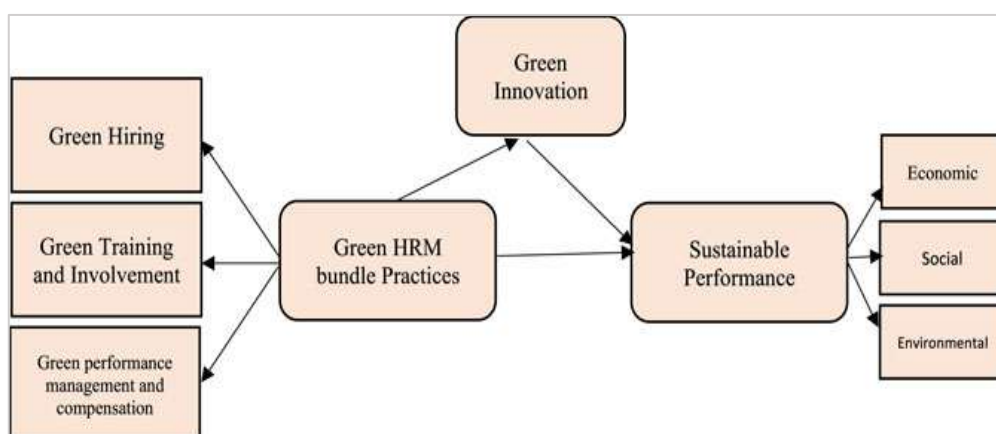 Green
Innovation
Green Hiring
Green Training
and Involvement
Green performance
management and
compensation
Green HRM
bundle Practices
Sustainable
Performance
Economic
Social
Environmental